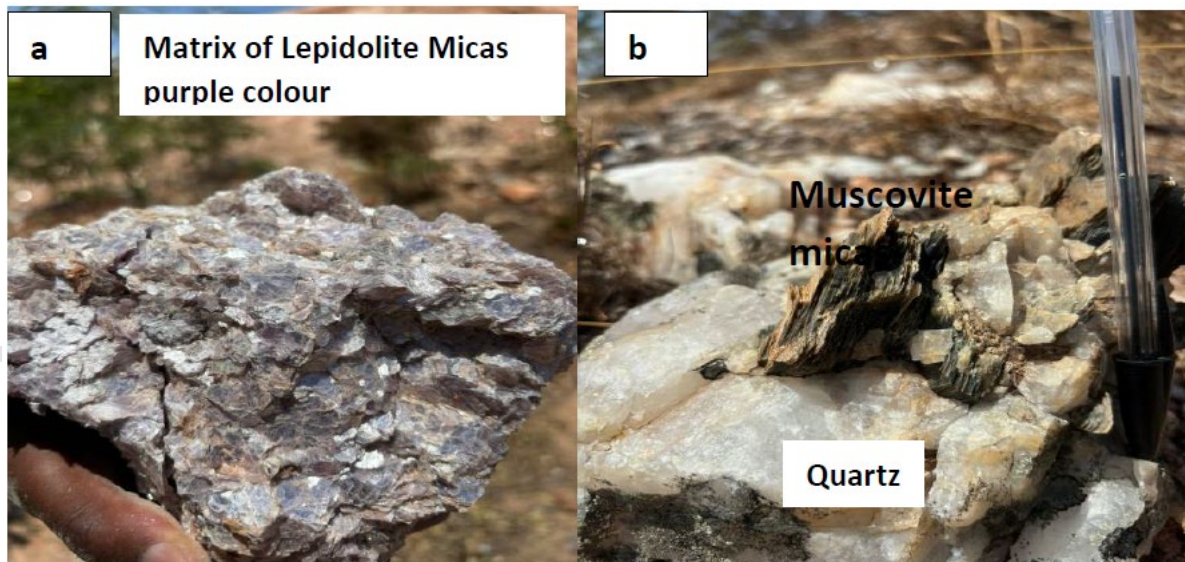 a
Matrix of Lepidolite Micas
purple colour
b
Muscovite
micas
Quartz